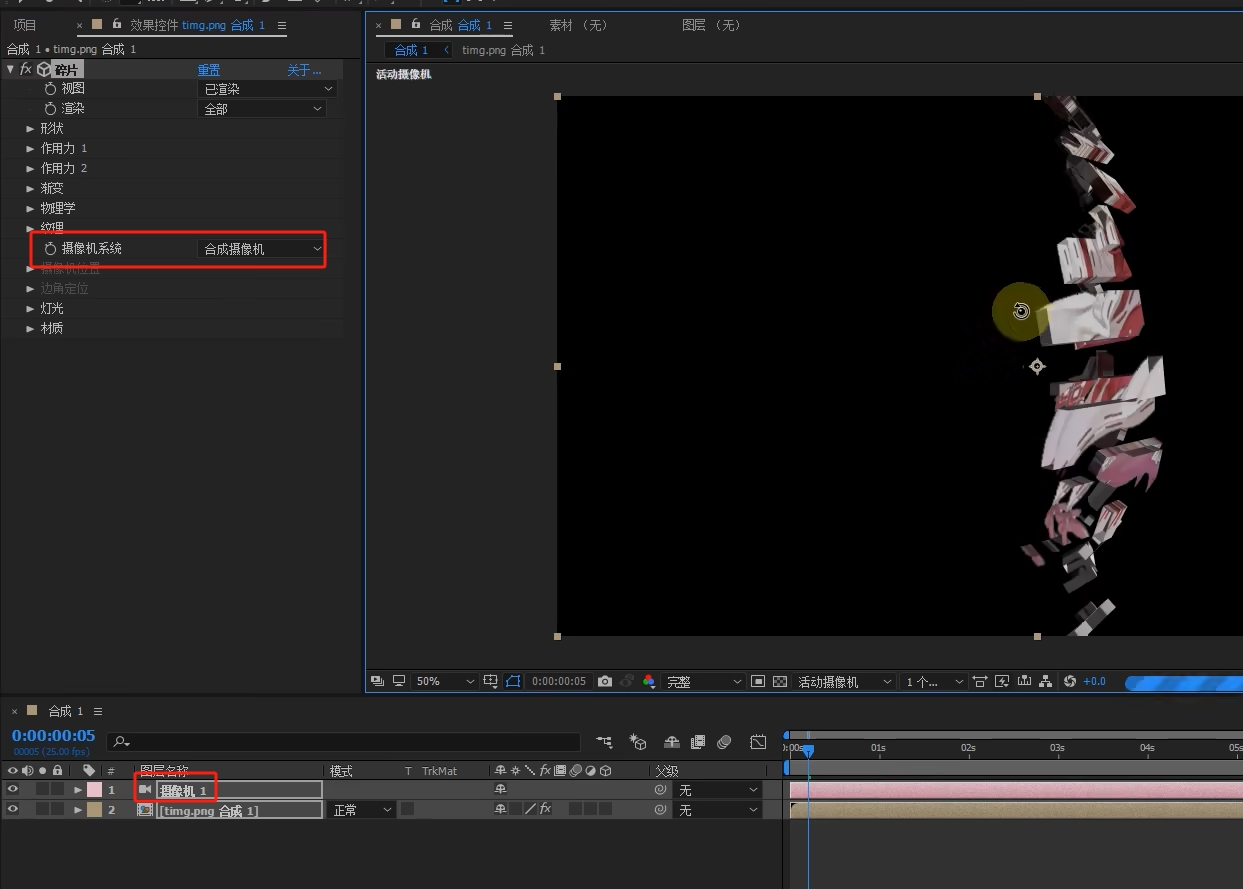 项目
效果控件 timg.png 合成 1
合成 1 • timg.png 合成 1
fx 碎片 重置 关于...
视图 已渲染
渲染 全部
形状
作用力 1
作用力 2
渐变
物理学
纹理
摄像机系统 合成摄像机
摄像机位置
边角定位
灯光
材质
合成 合成 1 素材 （无） 图层 （无）
合成 1 timg.png 合成 1
活动摄像机
50% 0:00:00:05 完整 活动摄像机 1 个... +0.0
合成 1
0:00:00:05
00005 (25.00 fps)
# 图层名称 模式 T TrkMat fx 父级
1 摄像机 1 无
2 [timg.png 合成 1] 正常 fx 无
0:00s 01s 02s 03s 04s 05s